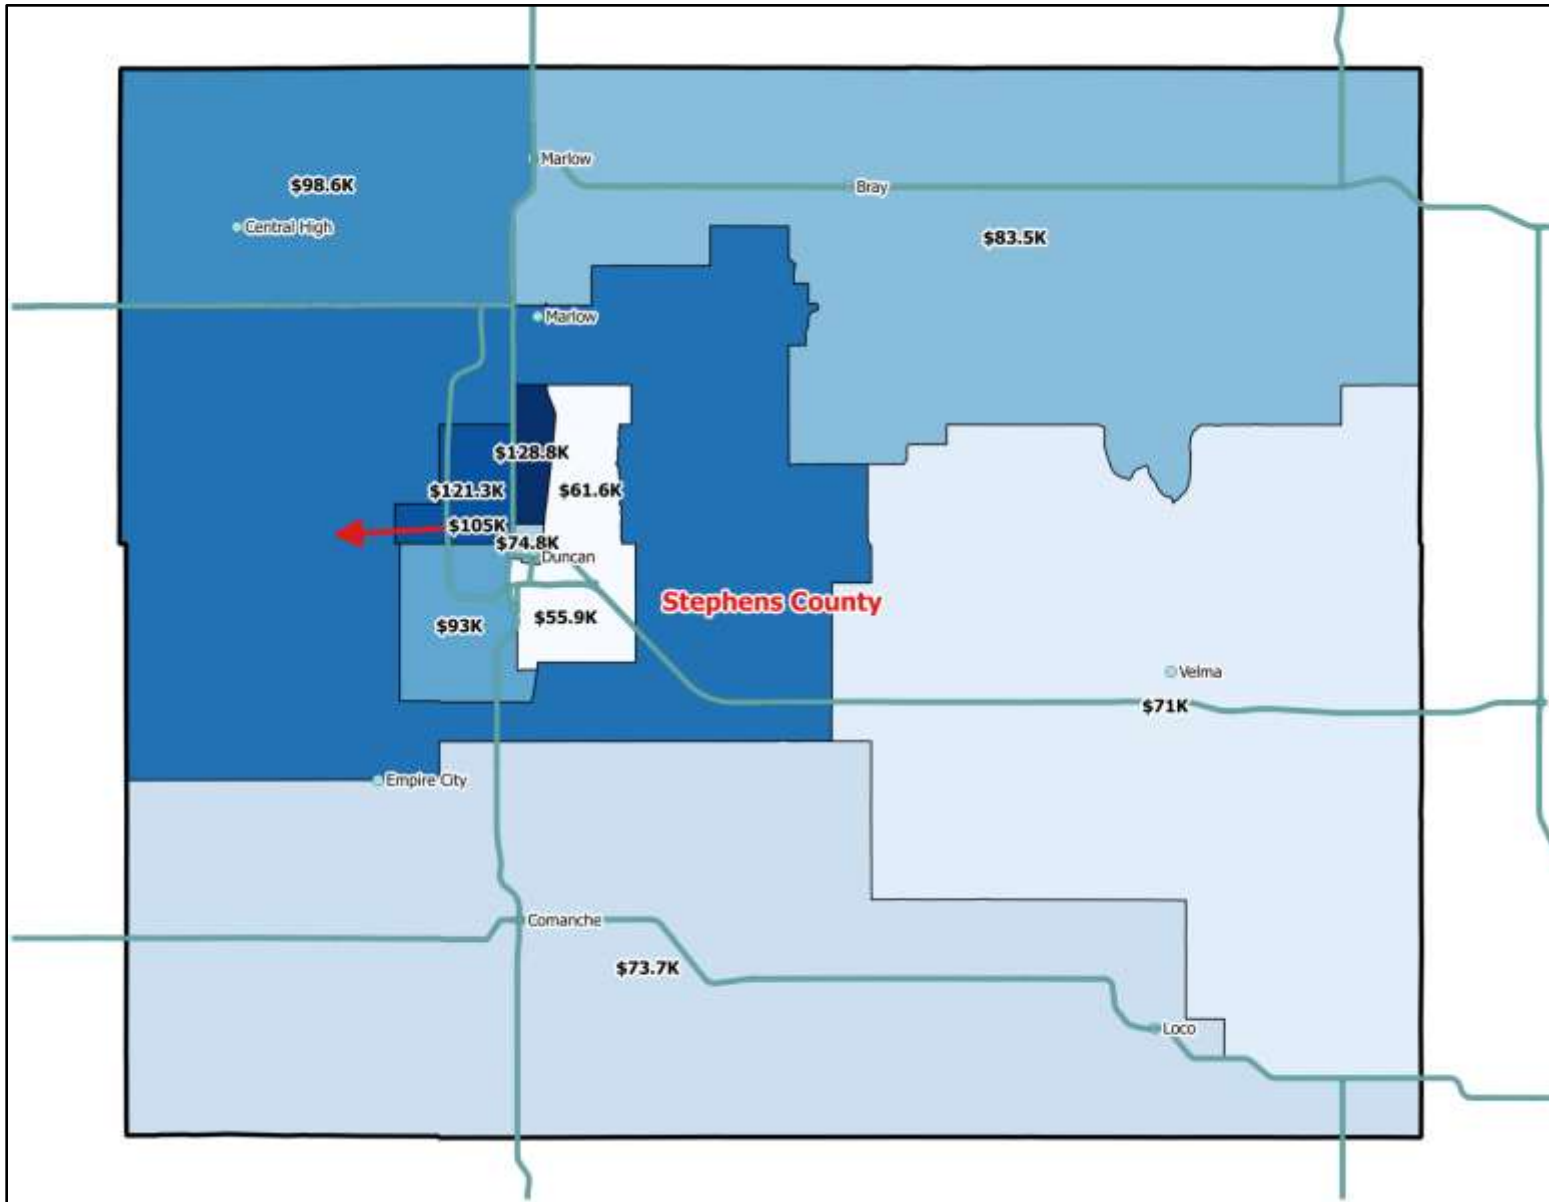 Marlow
$98.6K
Bray
Central High
$83.5K
Marlow
$128.8K
$121.3K
$61.6K
$105K
$74.8K
Duncan
Stephens County
$55.9K
$93K
Velma
$71K
Empire City
Comanche
$73.7K
Loco